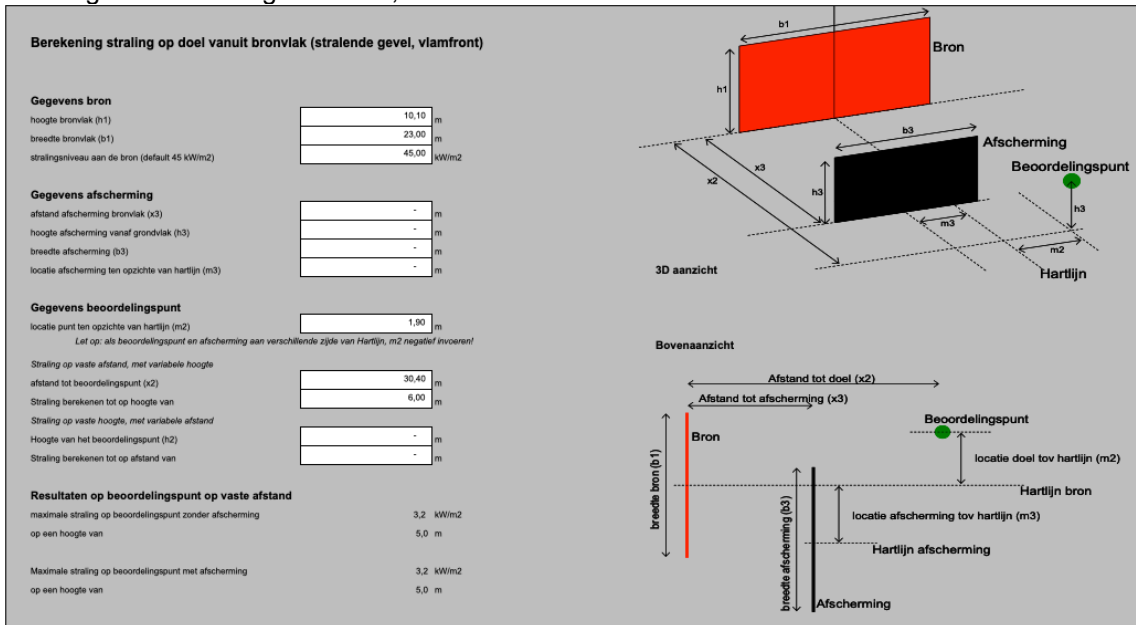 Berekening straling op doel vanuit bronvlak (stralende gevel, vlamfront)
Gegevens bron
hoogte bronvlak (h1) 10,10 m
breedte bronvlak (b1) 23,00 m
stralingsniveau aan de bron (default 45 kW/m2) 45,00 kW/m2
Gegevens afscherming
afstand afscherming bronvlak (x3) - m
hoogte afscherming vanaf grondvlak (h3) - m
breedte afscherming (b3) - m
locatie afscherming ten opzichte van hartlijn (m3) - m
Gegevens beoordelingspunt
locatie punt ten opzichte van hartlijn (m2) 1,90 m
Let op: als beoordelingspunt en afscherming aan verschillende zijde van Hartlijn, m2 negatief invoeren!
Straling op vaste afstand, met variabele hoogte
afstand tot beoordelingspunt (x2) 30,40 m
Straling berekenen tot op hoogte van 6,00 m
Straling op vaste hoogte, met variabele afstand
Hoogte van het beoordelingspunt (h2) - m
Straling berekenen tot op afstand van - m
Resultaten op beoordelingspunt op vaste afstand
maximale straling op beoordelingspunt zonder afscherming 3,2 kW/m2
op een hoogte van 5,0 m
Maximale straling op beoordelingspunt met afscherming 3,2 kW/m2
op een hoogte van 5,0 m
b1
Bron
h1
b3
Afscherming
x3
Beoordelingspunt
x2
h3
h3
m3
m2
Hartlijn
3D aanzicht
Bovenaanzicht
Afstand tot doel (x2)
Afstand tot afscherming (x3)
Beoordelingspunt
Bron
locatie doel tov hartlijn (m2)
breedte bron (b1)
Hartlijn bron
locatie afscherming tov hartlijn (m3)
breedte afscherming (b3)
Hartlijn afscherming
Afscherming